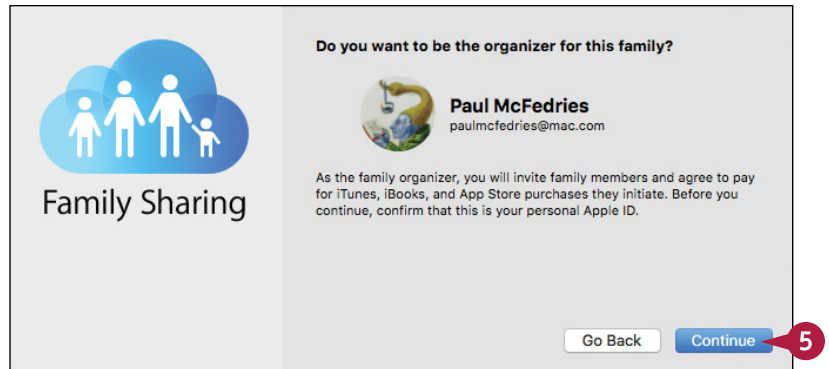 Do you want to be the organizer for this family?
Paul McFedries
paulmcfedries@mac.com
As the family organizer, you will invite family members and agree to pay
for iTunes, iBooks, and App Store purchases they initiate. Before you
continue, confirm that this is your personal Apple ID.
Family Sharing
Go Back
Continue
5